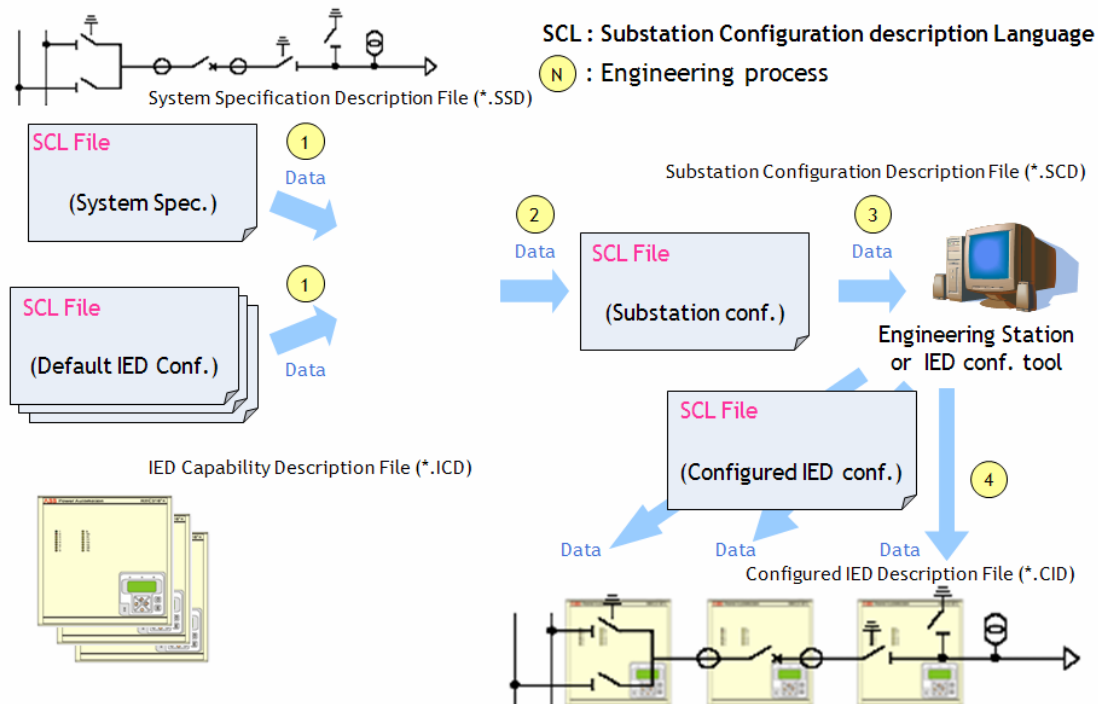 SCL : Substation Configuration description Language
N : Engineering process
System Specification Description File (*.SSD)
SCL File
(System Spec.)
1
Data
Substation Configuration Description File (*.SCD)
2
Data
SCL File
(Substation conf.)
3
Data
Engineering Station
or IED conf. tool
SCL File
(Default IED Conf.)
1
Data
SCL File
(Configured IED conf.)
4
IED Capability Description File (*.ICD)
Data
Data
Data
Configured IED Description File (*.CID)